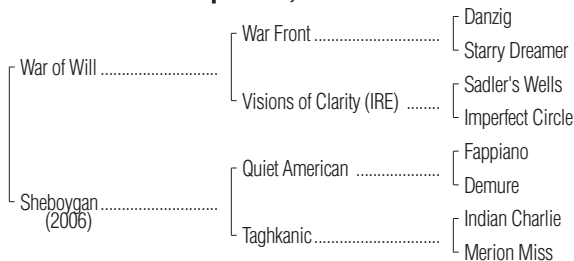 Danzig
War Front ..............................
Starry Dreamer
War of Will ............................
Sadler's Wells
Visions of Clarity (IRE) ........
Imperfect Circle
Fappiano
Quiet American ....................
Demure
Sheboygan............................
(2006)
Indian Charlie
Taghkanic..............................
Merion Miss